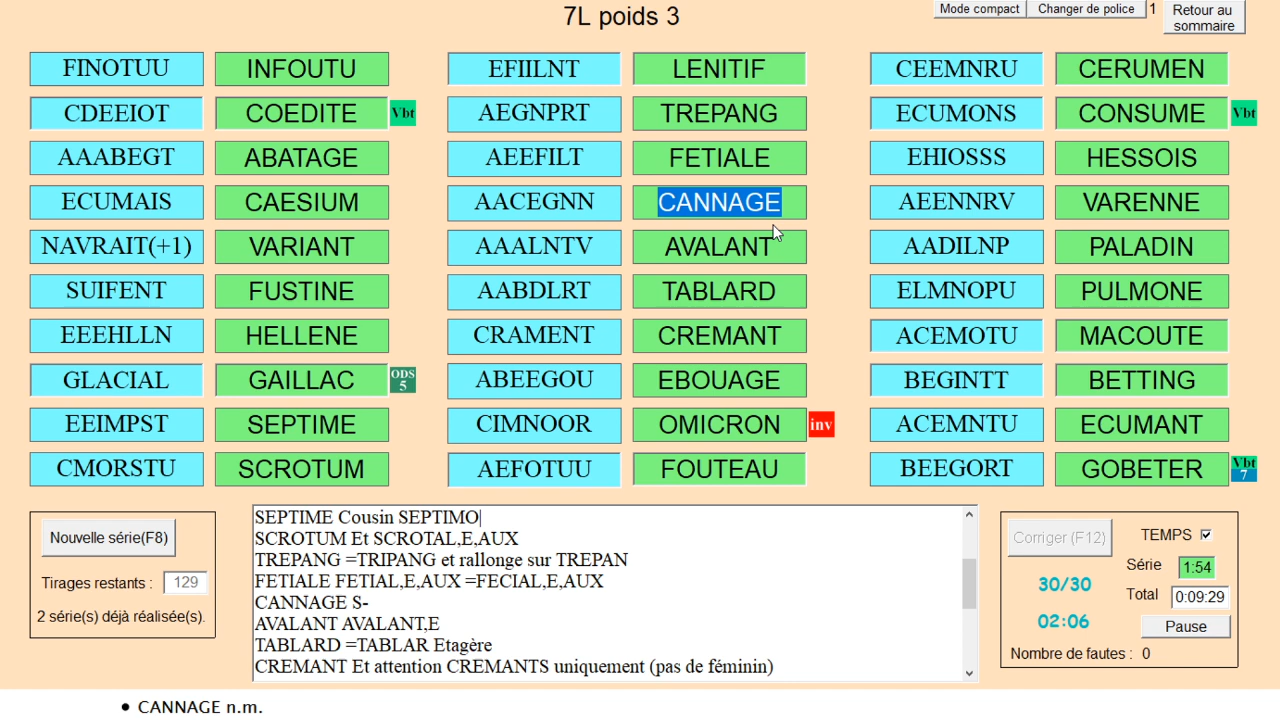 7L poids 3
Mode compact Changer de police 1 Retour au
sommaire
FINOTUU INFOUTU EFIILNT LENITIF CEEMNRU CERUMEN
CDEEIOT COEDITE Vbt AEGNPRT TREPANG ECUMONS CONSUME Vbt
AAABEGT ABATAGE AEEFILT FETIALE EHIOSSS HESSOIS
ECUMAIS CAESIUM AACEGNN CANNAGE AEENNRV VARENNE
NAVRAIT(+1) VARIANT AAALNTV AVALANT AADILNP PALADIN
SUIFENT FUSTINE AABDLRT TABLARD ELMNOPU PULMONE
EEEHLLN HELLENE CRAMENT CREMANT ACEMOTU MACOUTE
GLACIAL GAILLAC ODS 5 ABEEGOU EBOUAGE BEGINTT BETTING
EEIMPST SEPTIME CIMNOOR OMICRON inv ACEMNTU ECUMANT
CMORSTU SCROTUM AEFOTUU FOUTEAU BEEGORT GOBETER Vbt 7
Nouvelle série(F8)
Tirages restants : 129
2 série(s) déjà réalisée(s).
SEPTIME Cousin SEPTIMO
SCROTUM Et SCROTAL,E,AUX
TREPANG =TRIPANG et rallonge sur TREPAN
FETIALE FETIAL,E,AUX =FECIAL,E,AUX
CANNAGE S-
AVALANT AVALANT,E
TABLARD =TABLAR Etagère
CREMANT Et attention CREMANTS uniquement (pas de féminin)
Corriger (F12) TEMPS
Série 1:54
30/30
Total 0:09:29
02:06
Pause
Nombre de fautes : 0
• CANNAGE n.m.